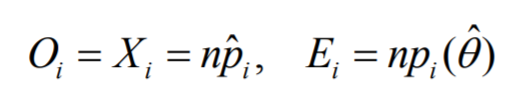 $O_i = X_i = n\hat{p}_i, \quad E_i = np_i(\hat{\theta})$